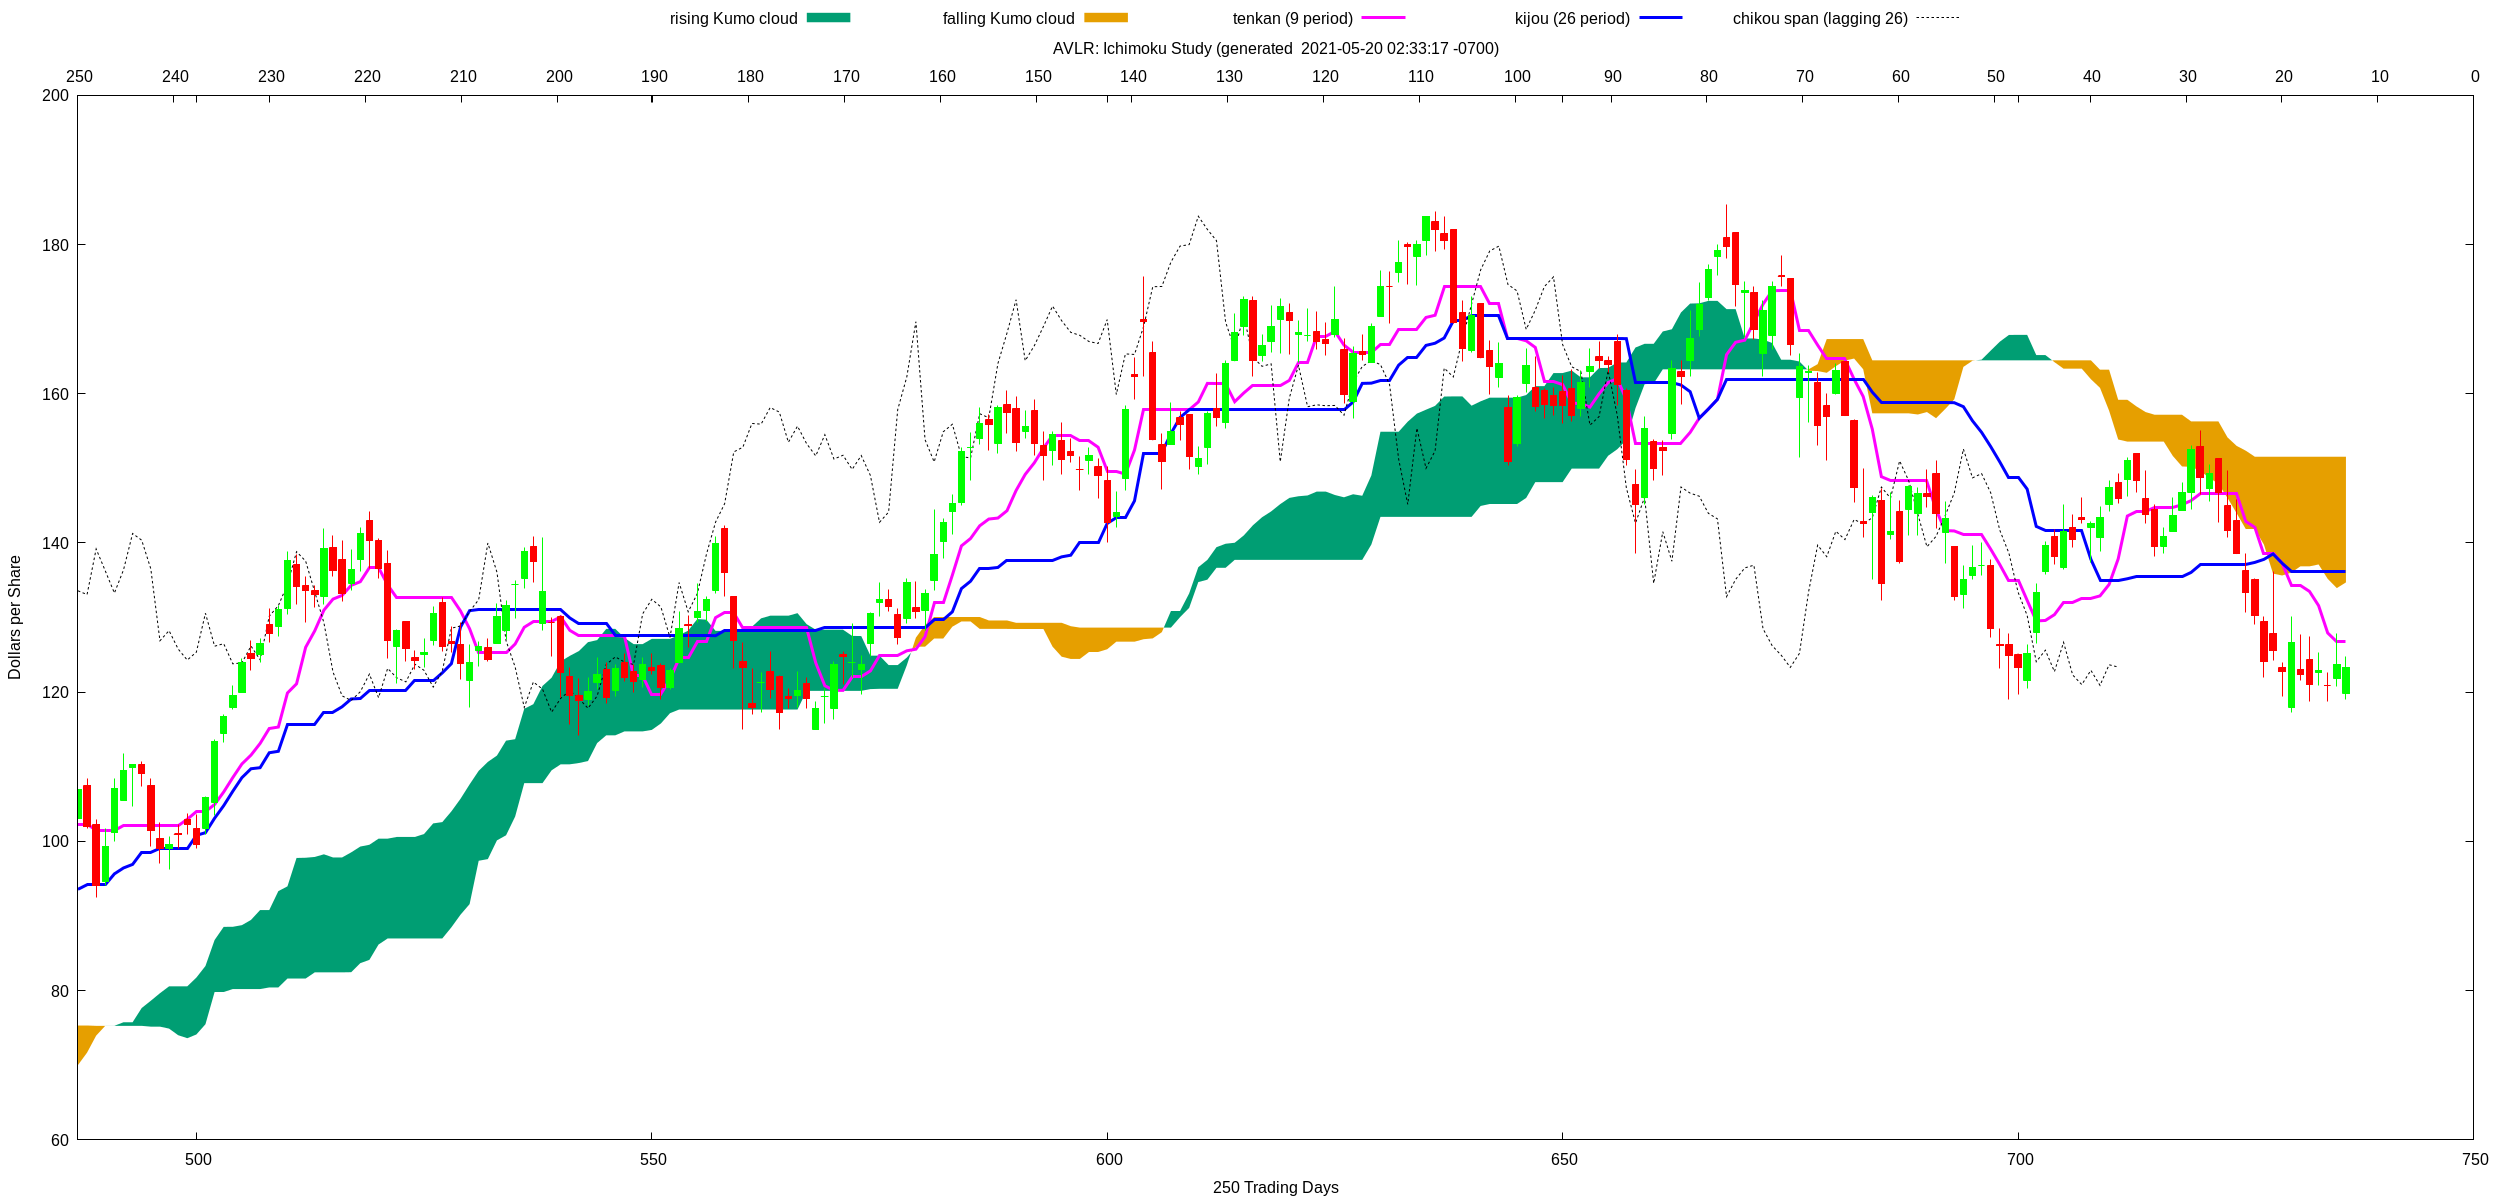 rising Kumo cloud falling Kumo cloud tenkan (9 period) kijou (26 period) chikou span (lagging 26)
AVLR: Ichimoku Study (generated  2021-05-20 02:33:17 -0700)
250 240 230 220 210 200 190 180 170 160 150 140 130 120 110 100 90 80 70 60 50 40 30 20 10 0
200
180
160
140
120
100
80
60
Dollars per Share
500 550 600 650 700 750
250 Trading Days